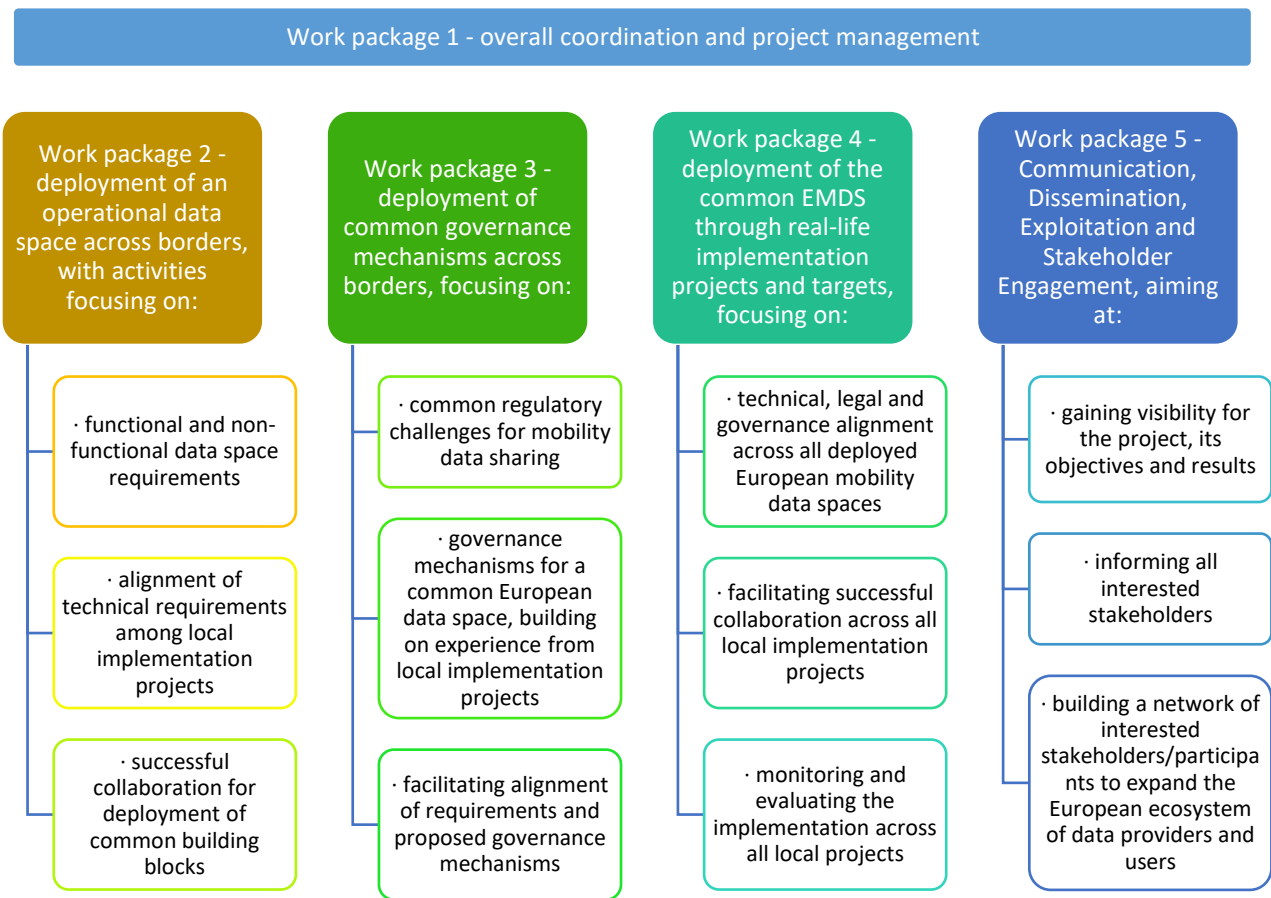 Work package 1 - overall coordination and project management
Work package 2 -
deployment of an
operational data
space across borders,
with activities
focusing on:
· functional and non-
functional data space
requirements
· alignment of
technical requirements
among local
implementation
projects
· successful
collaboration for
deployment of
common building
blocks
Work package 3 -
deployment of
common governance
mechanisms across
borders, focusing on:
· common regulatory
challenges for mobility
data sharing
· governance
mechanisms for a
common European
data space, building
on experience from
local implementation
projects
· facilitating alignment
of requirements and
proposed governance
mechanisms
Work package 4 -
deployment of the
common EMDS
through real-life
implementation
projects and targets,
focusing on:
· technical, legal and
governance alignment
across all deployed
European mobility
data spaces
· facilitating successful
collaboration across all
local implementation
projects
· monitoring and
evaluating the
implementation across
all local projects
Work package 5 -
Communication,
Dissemination,
Exploitation and
Stakeholder
Engagement, aiming
at:
· gaining visibility for
the project, its
objectives and results
· informing all
interested
stakeholders
· building a network of
interested
stakeholders/participa
nts to expand the
European ecosystem
of data providers and
users